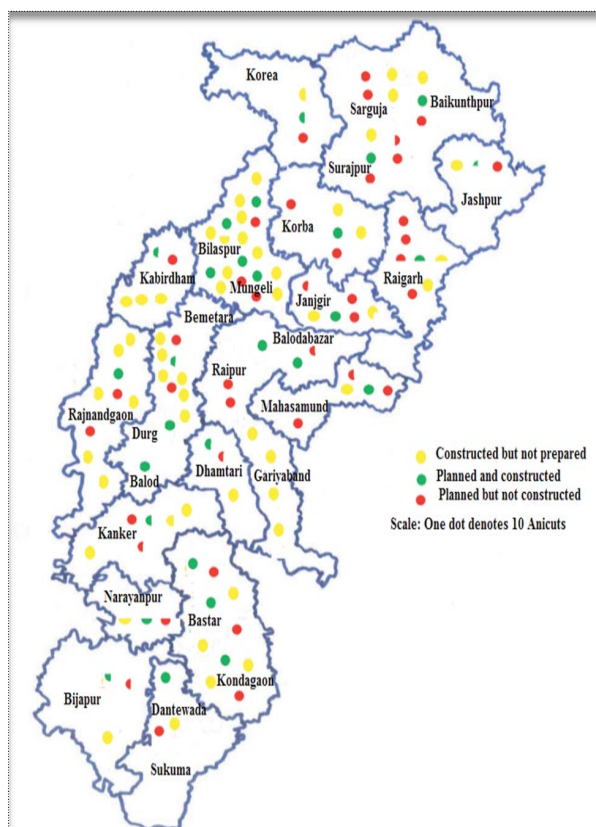 Korea
Sarguja
Baikunthpur
Surajpur
Jashpur
Korba
Bilaspur
Kabirdham
Mungeli
Janjgir
Raigarh
Bemetara
Balodabazar
Raipur
Mahasamund
Rajnandgaon
Durg
Dhamtari
Gariyaband
Balod
Kanker
Narayanpur
Bastar
Kondagaon
Bijapur
Dantewada
Sukuma
Constructed but not prepared
Planned and constructed
Planned but not constructed
Scale: One dot denotes 10 Anicuts